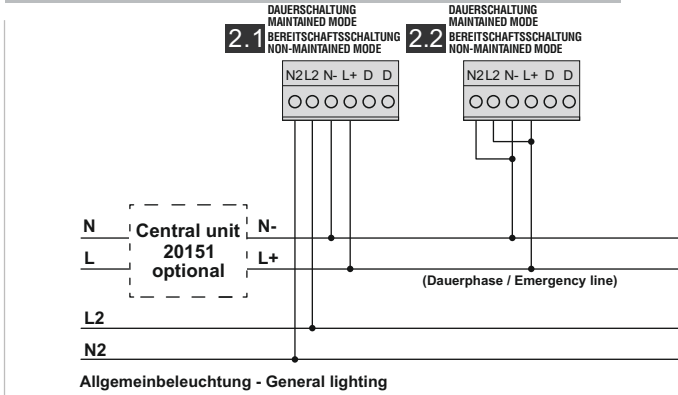 2.1
DAUERSCHALTUNG
MAINTAINED MODE
BEREITSCHAFTSSCHALTUNG
NON-MAINTAINED MODE
2.2
DAUERSCHALTUNG
MAINTAINED MODE
BEREITSCHAFTSSCHALTUNG
NON-MAINTAINED MODE
N2 L2 N- L+ D D
N2 L2 N- L+ D D
N
Central unit
20151
optional
N-
L
L+
(Dauerphase / Emergency line)
L2
N2
Allgemeinbeleuchtung - General lighting